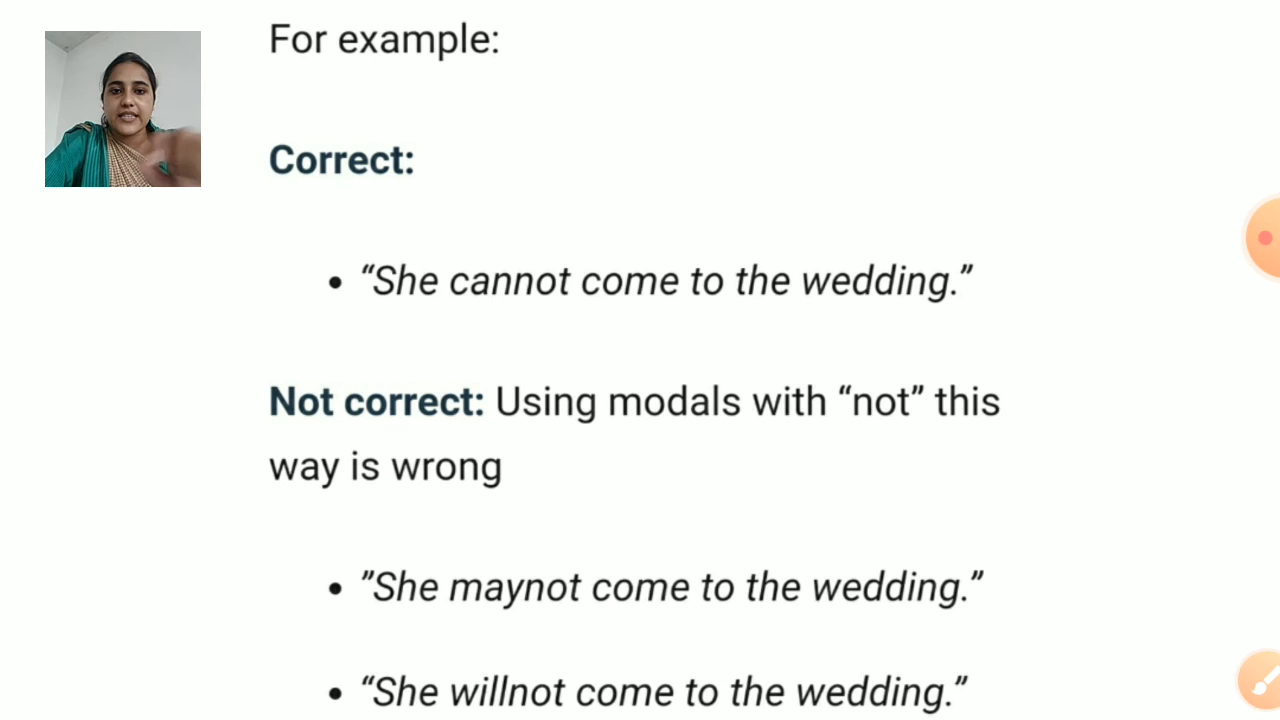 For example:
Correct:
• “She cannot come to the wedding.”
Not correct: Using modals with “not” this
way is wrong
• ”She maynot come to the wedding.”
• “She willnot come to the wedding.”